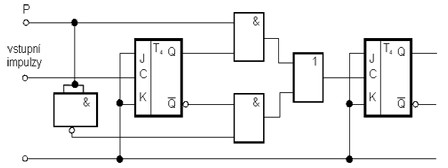 P
&
J T₄ Q
C
K Q̅
vstupní
impulzy
&
&
1
J T₄ Q
C
K Q̅